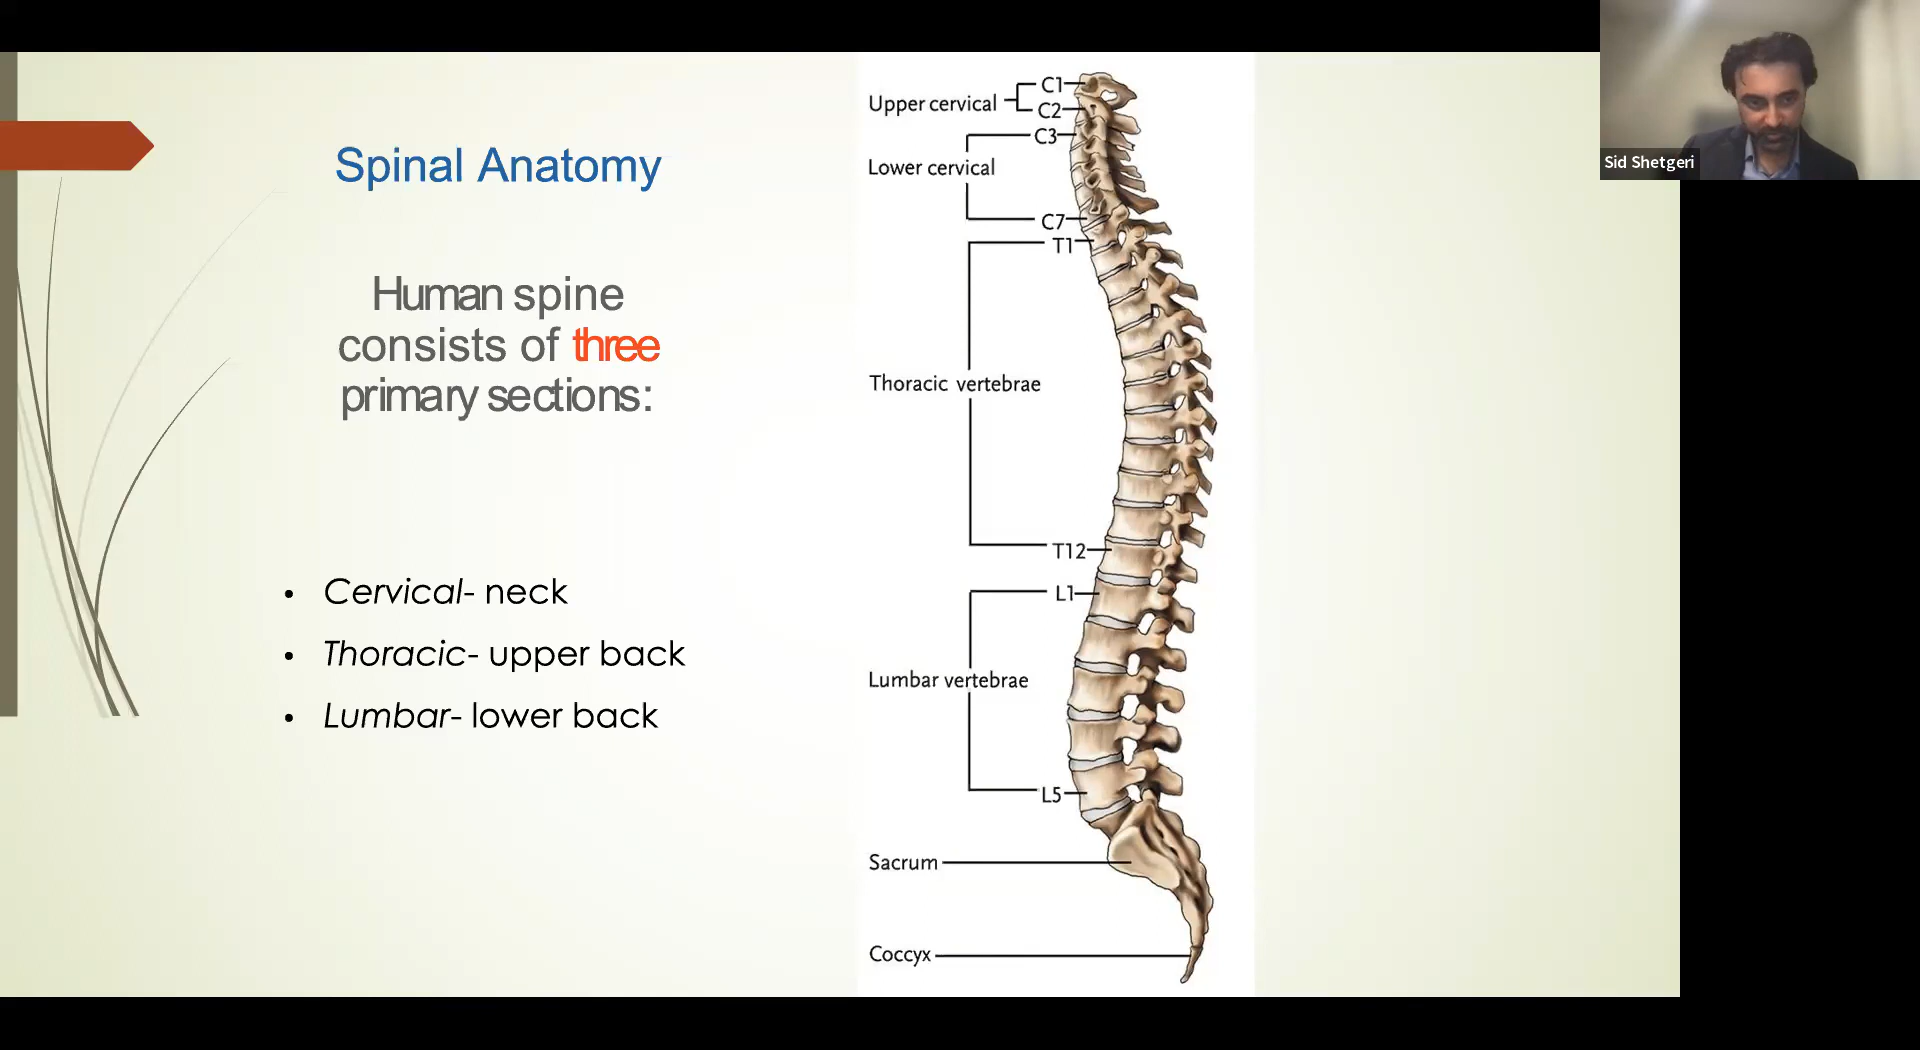 Spinal Anatomy
Human spine
consists of three
primary sections:
• Cervical- neck
• Thoracic- upper back
• Lumbar- lower back
Upper cervical
C1
C2
C3
Lower cervical
C7
T1
Thoracic vertebrae
T12
L1
Lumbar vertebrae
L5
Sacrum
Coccyx
Sid Shetgeri